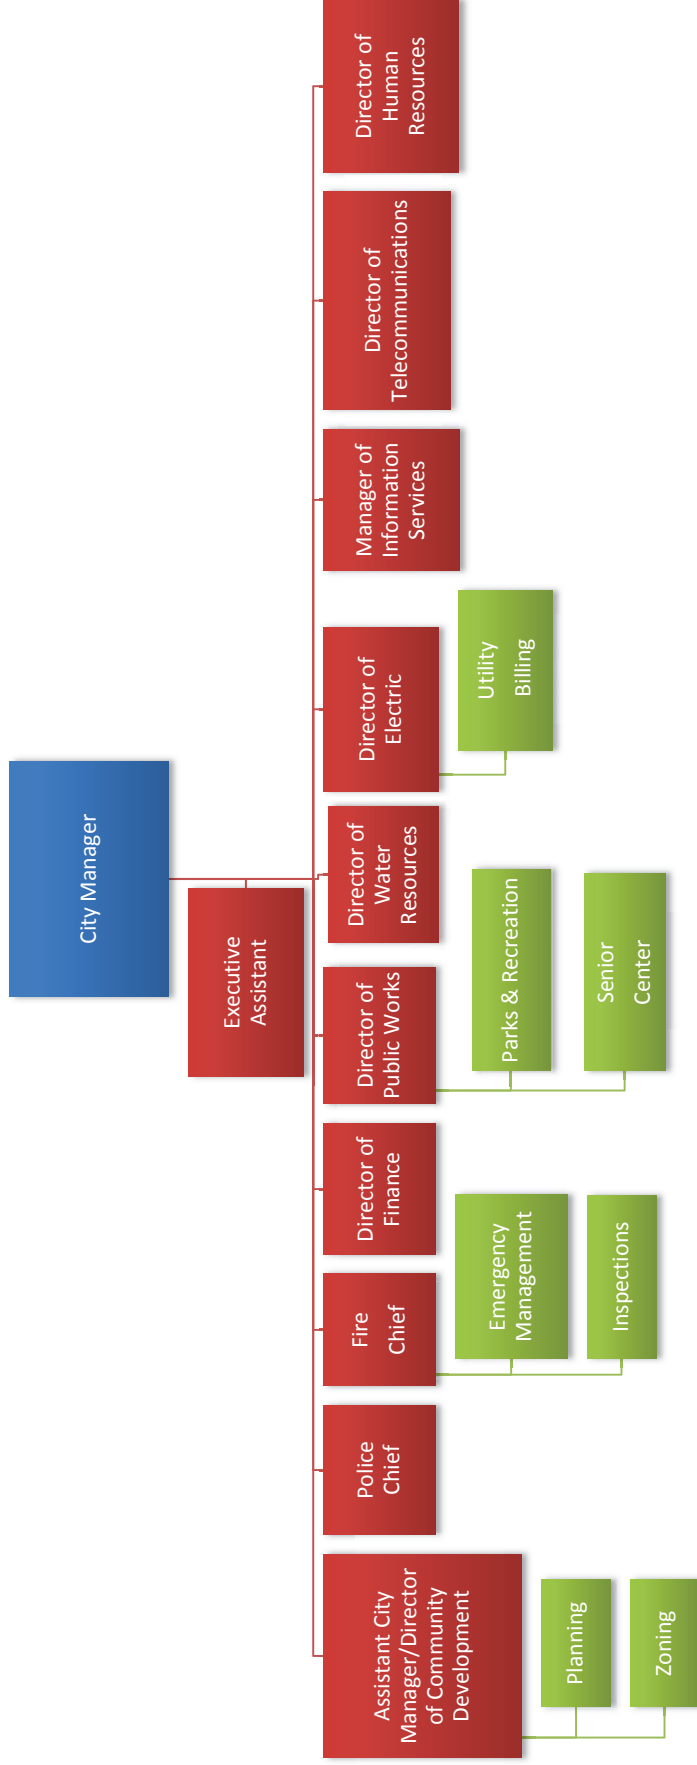 City Manager
Executive
Assistant
Assistant City
Manager/Director
of Community
Development
Planning
Zoning
Police
Chief
Fire
Chief
Emergency
Management
Inspections
Director of
Finance
Director of
Public Works
Parks & Recreation
Senior
Center
Director of
Water
Resources
Director of
Electric
Utility
Billing
Manager of
Information
Services
Director of
Telecommunications
Director of
Human
Resources